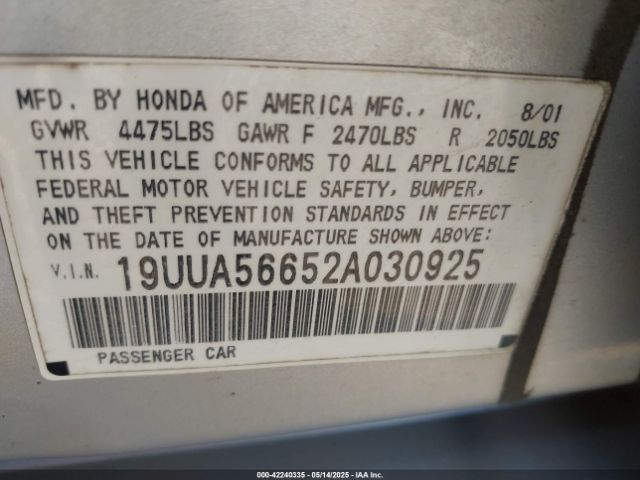 MFD. BY HONDA OF AMERICA MFG., INC. 8/01
GVWR 4475LBS GAWR F 2470LBS R 2050LBS
THIS VEHICLE CONFORMS TO ALL APPLICABLE
FEDERAL MOTOR VEHICLE SAFETY, BUMPER,
AND THEFT PREVENTION STANDARDS IN EFFECT
ON THE DATE OF MANUFACTURE SHOWN ABOVE:
V.I.N. 19UUA56652A030925
PASSENGER CAR
000-42240335 - 05/14/2025 - IAA Inc.